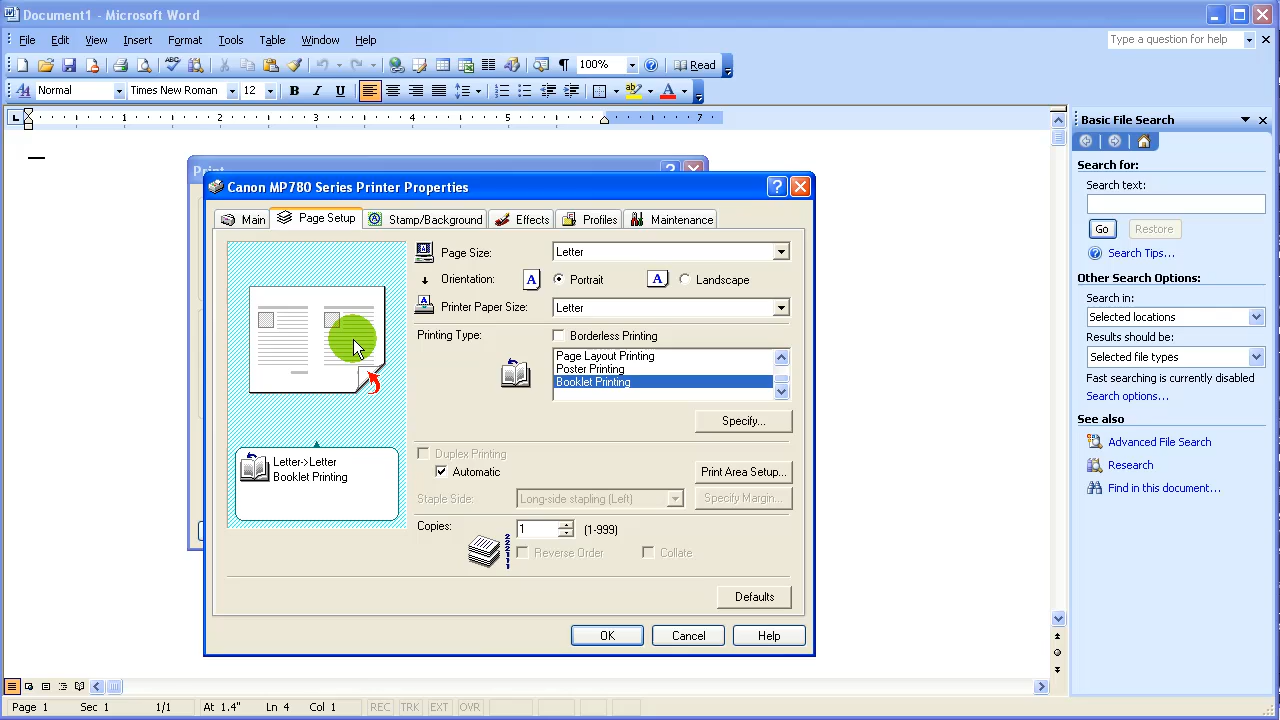 Document1 - Microsoft Word
File Edit View Insert Format Tools Table Window Help
Type a question for help
100% Read
Normal Times New Roman 12 B I U
1 2 3 4 5 7
Basic File Search
Search for:
Search text:
Go Restore
Search Tips...
Other Search Options:
Search in:
Selected locations
Results should be:
Selected file types
Fast searching is currently disabled
Search options...
See also
Advanced File Search
Research
Find in this document...
Print
Canon MP780 Series Printer Properties
Main Page Setup Stamp/Background Effects Profiles Maintenance
Page Size: Letter
Orientation: A Portrait A Landscape
Printer Paper Size: Letter
Printing Type: Borderless Printing
Page Layout Printing
Poster Printing
Booklet Printing
Specify...
Letter->Letter
Booklet Printing
Duplex Printing
Automatic Print Area Setup...
Staple Side: Long-side stapling (Left) Specify Margin...
Copies: 1 (1-999)
Reverse Order Collate
Defaults
OK Cancel Help
Page 1 Sec 1 1/1 At 1.4" Ln 4 Col 1 REC TRK EXT OVR